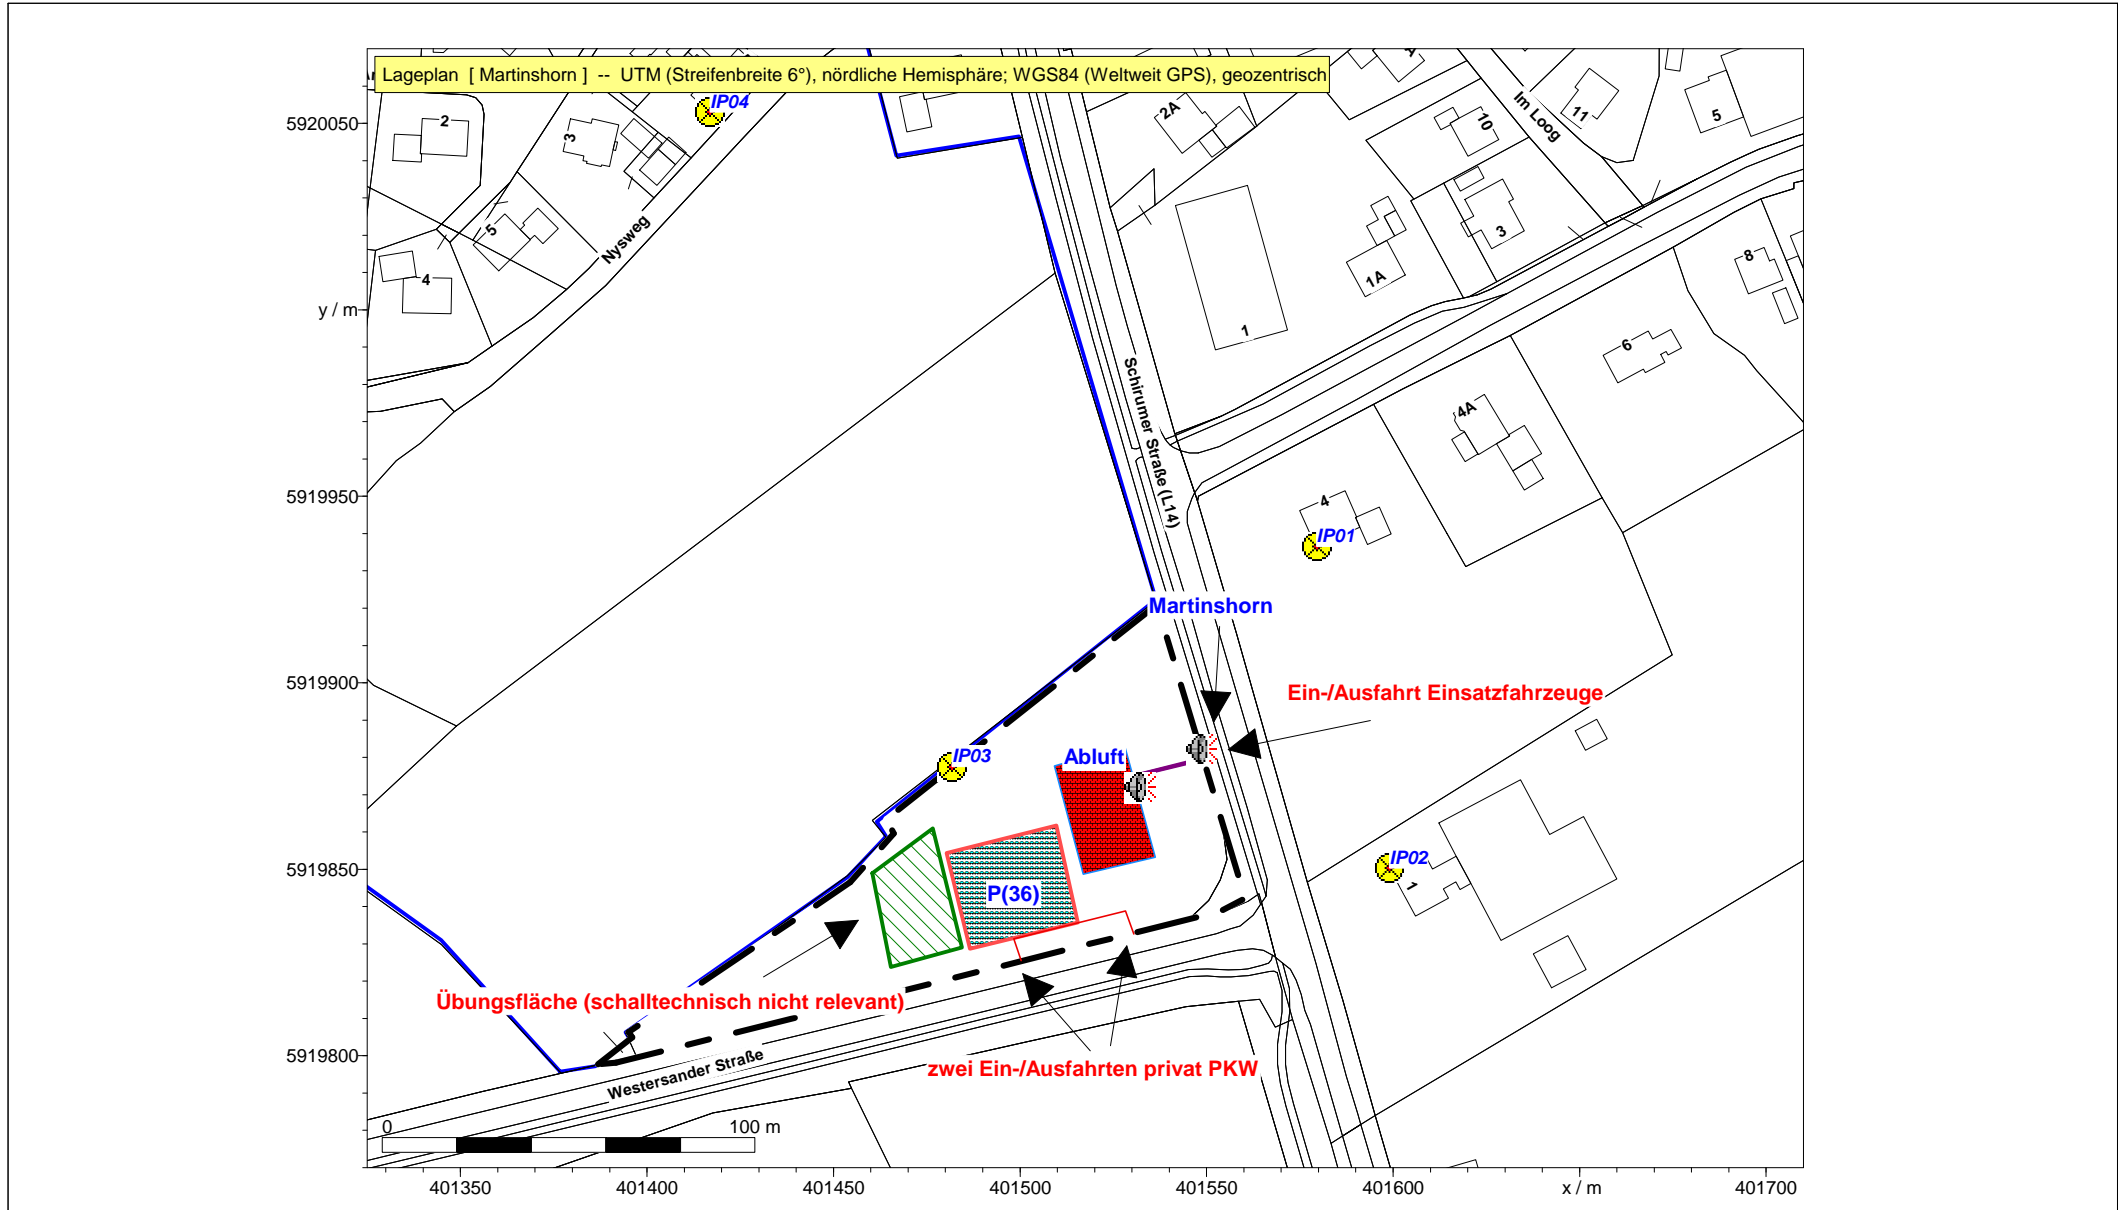 Lageplan [ Martinshorn ] -- UTM (Streifenbreite 6°), nördliche Hemisphäre; WGS84 (Weltweit GPS), geozentrisch
IP04
2
3
5
4
Nysweg
2A
10
Im Loog
11
5
1
1A
3
8
6
4A
4
Schirumer Straße (L14)
IP01
Martinshorn
Ein-/Ausfahrt Einsatzfahrzeuge
IP03
Abluft
IP02
1
P(36)
Übungsfläche (schalltechnisch nicht relevant)
zwei Ein-/Ausfahrten privat PKW
Westersander Straße
0
100 m
5920050
y / m
5919950
5919900
5919850
5919800
401350
401400
401450
401500
401550
401600
x / m
401700